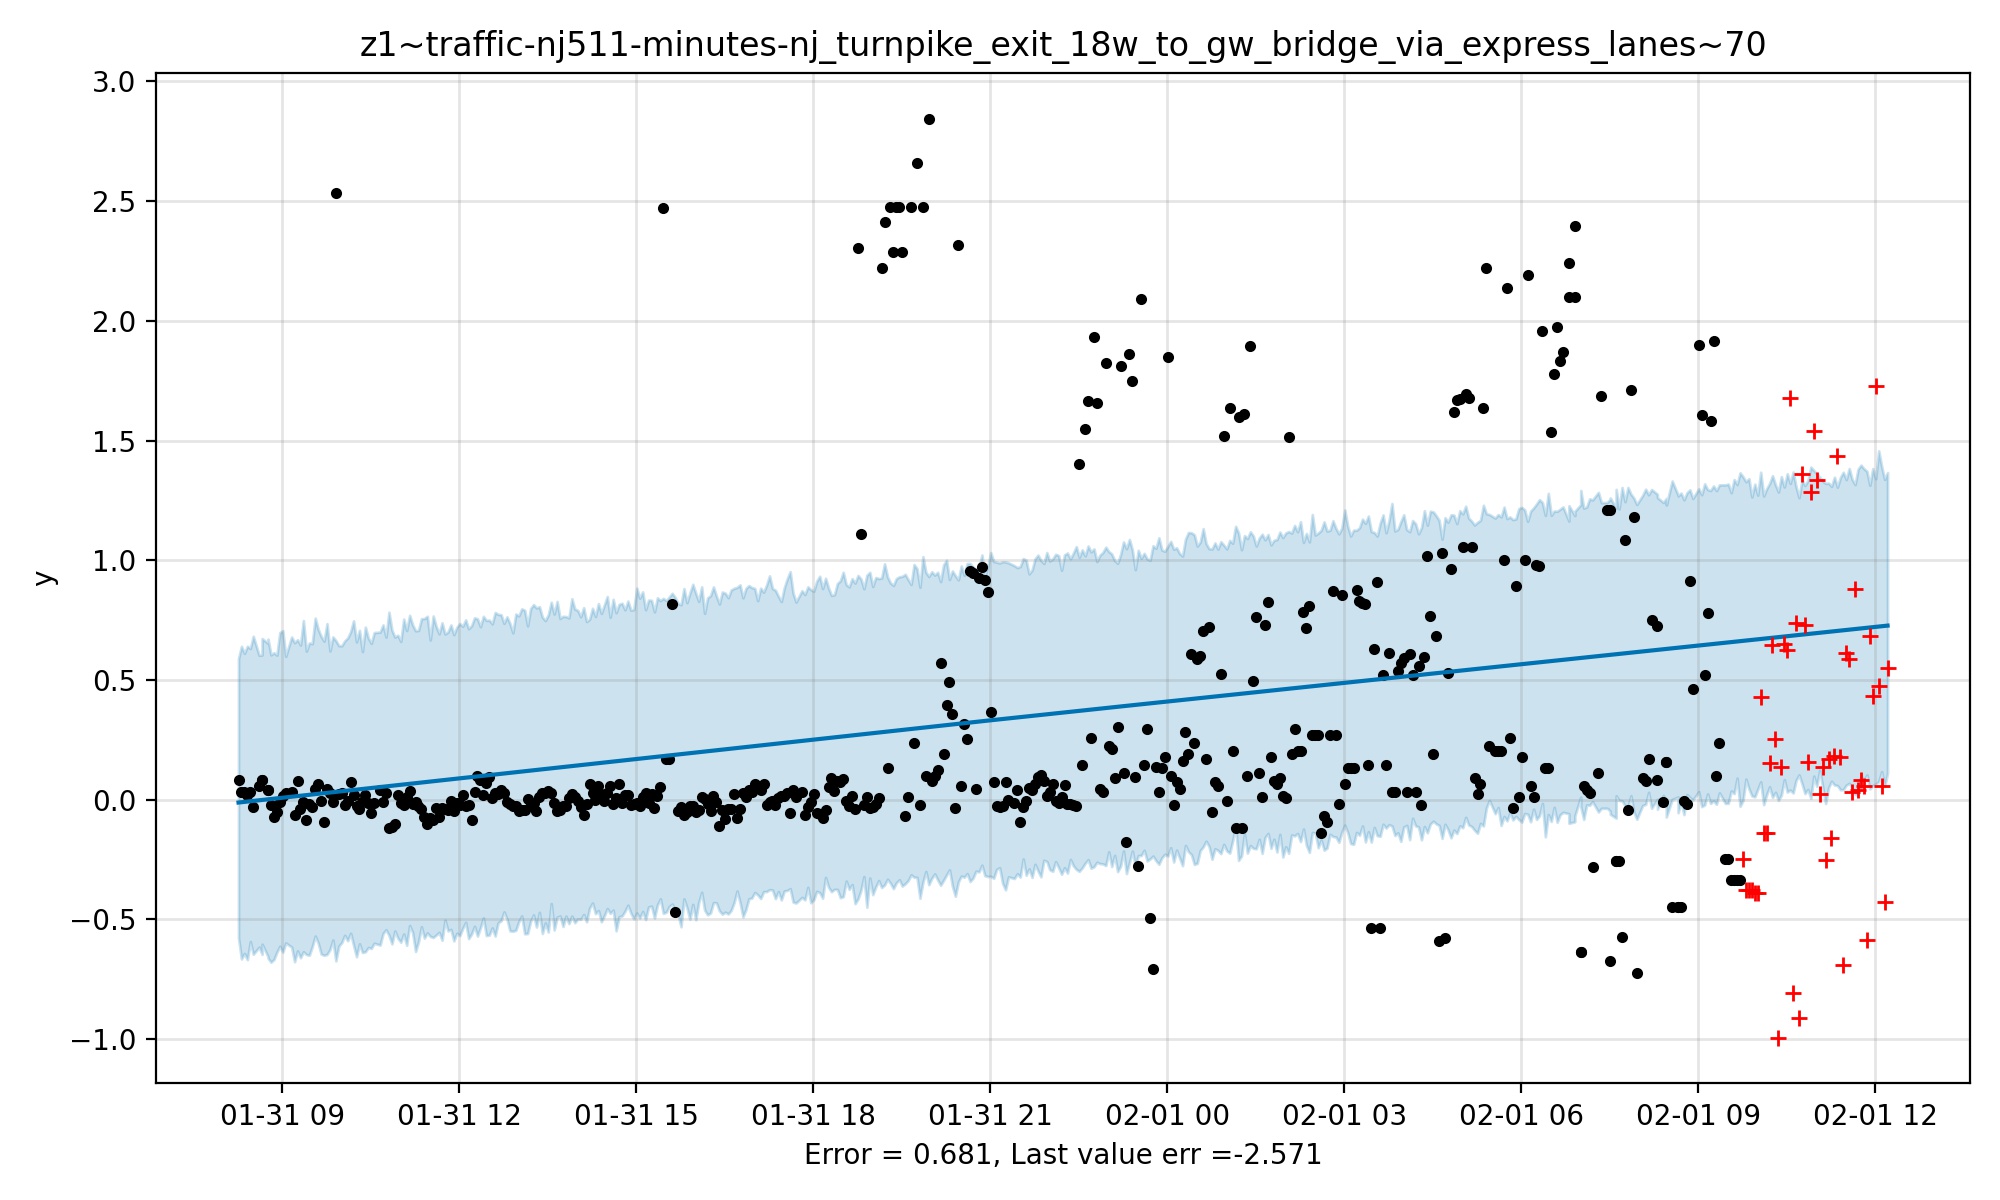 z1~traffic-nj511-minutes-nj_turnpike_exit_18w_to_gw_bridge_via_express_lanes~70
3.0
2.5
2.0
1.5
1.0
0.5
0.0
−0.5
−1.0
y
01-31 09 01-31 12 01-31 15 01-31 18 01-31 21 02-01 00 02-01 03 02-01 06 02-01 09 02-01 12
Error = 0.681, Last value err =-2.571